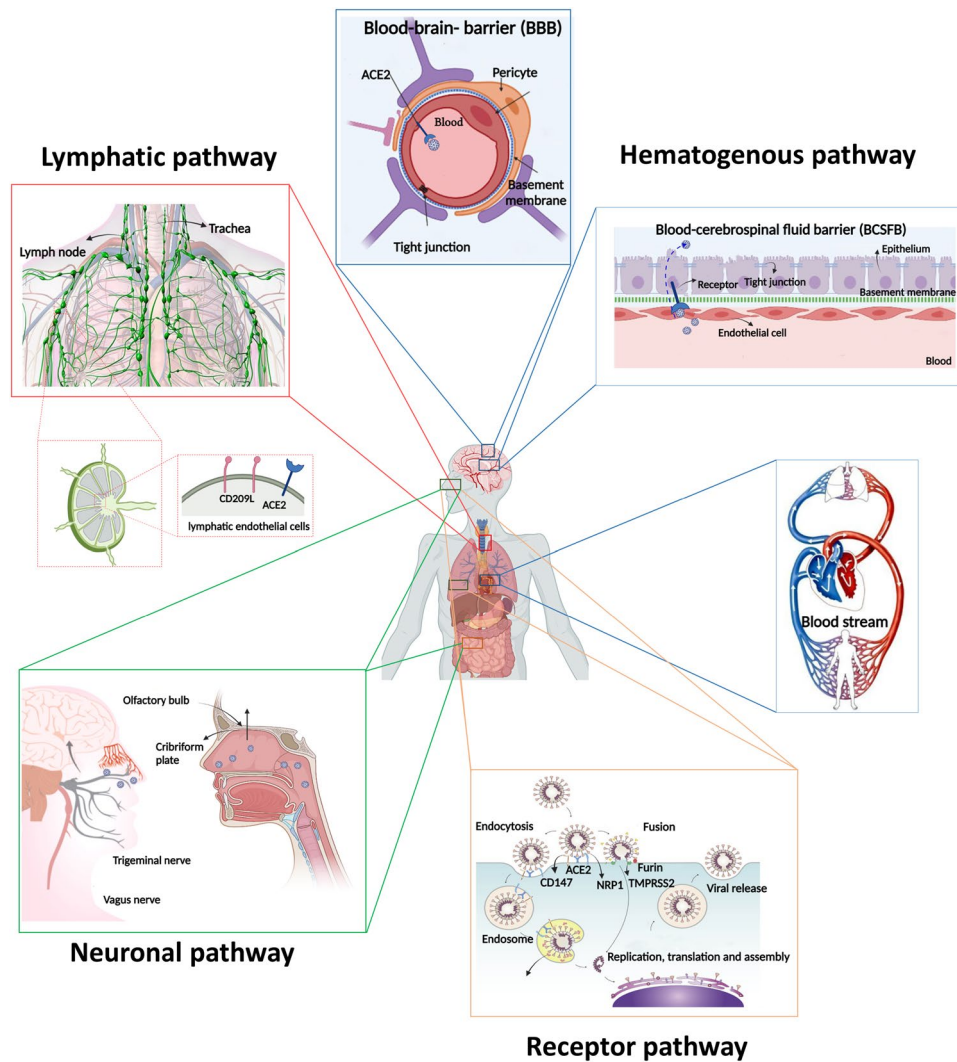 Blood-brain- barrier (BBB)
ACE2
Pericyte
Blood
Basement
membrane
Tight junction
Lymphatic pathway
Trachea
Lymph node
CD209L
ACE2
lymphatic endothelial cells
Hematogenous pathway
Blood-cerebrospinal fluid barrier (BCSFB)
Epithelium
Receptor
Tight junction
Basement membrane
Endothelial cell
Blood
Blood stream
Olfactory bulb
Cribriform
plate
Trigeminal nerve
Vagus nerve
Neuronal pathway
Endocytosis
Fusion
ACE2
Furin
CD147
NRP1
TMPRSS2
Viral release
Endosome
Replication, translation and assembly
Receptor pathway